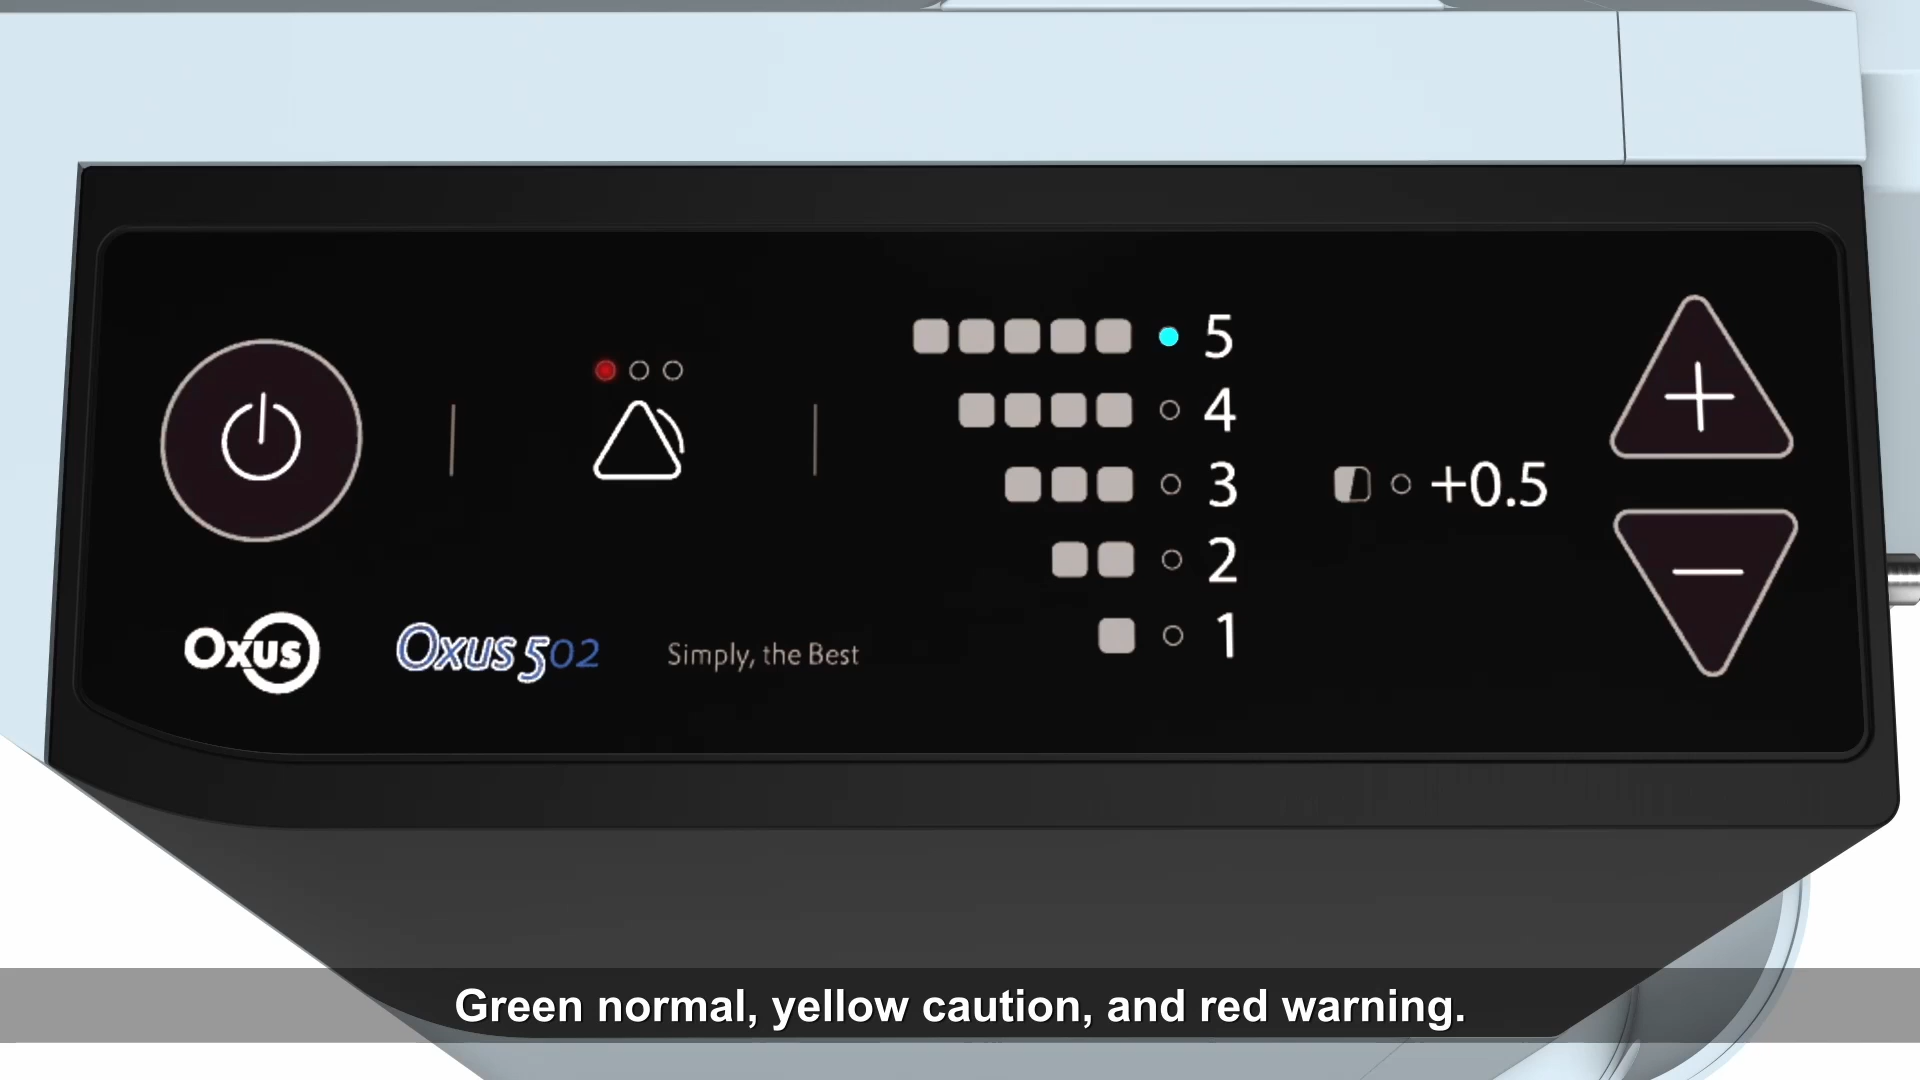 5
4
3
+0.5
2
1
Oxus
Oxus 502
Simply, the Best
Green normal, yellow caution, and red warning.